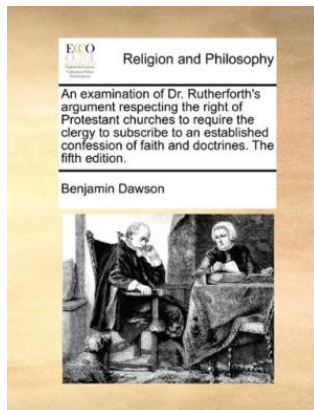 ECCO
Religion and Philosophy
An examination of Dr. Rutherforth's
argument respecting the right of
Protestant churches to require the
clergy to subscribe to an established
confession of faith and doctrines. The
fifth edition.
Benjamin Dawson